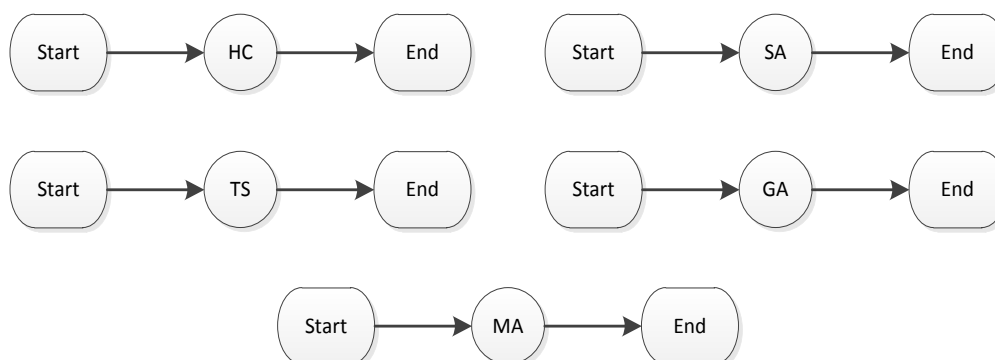 Start HC End Start SA End
Start TS End Start GA End
Start MA End